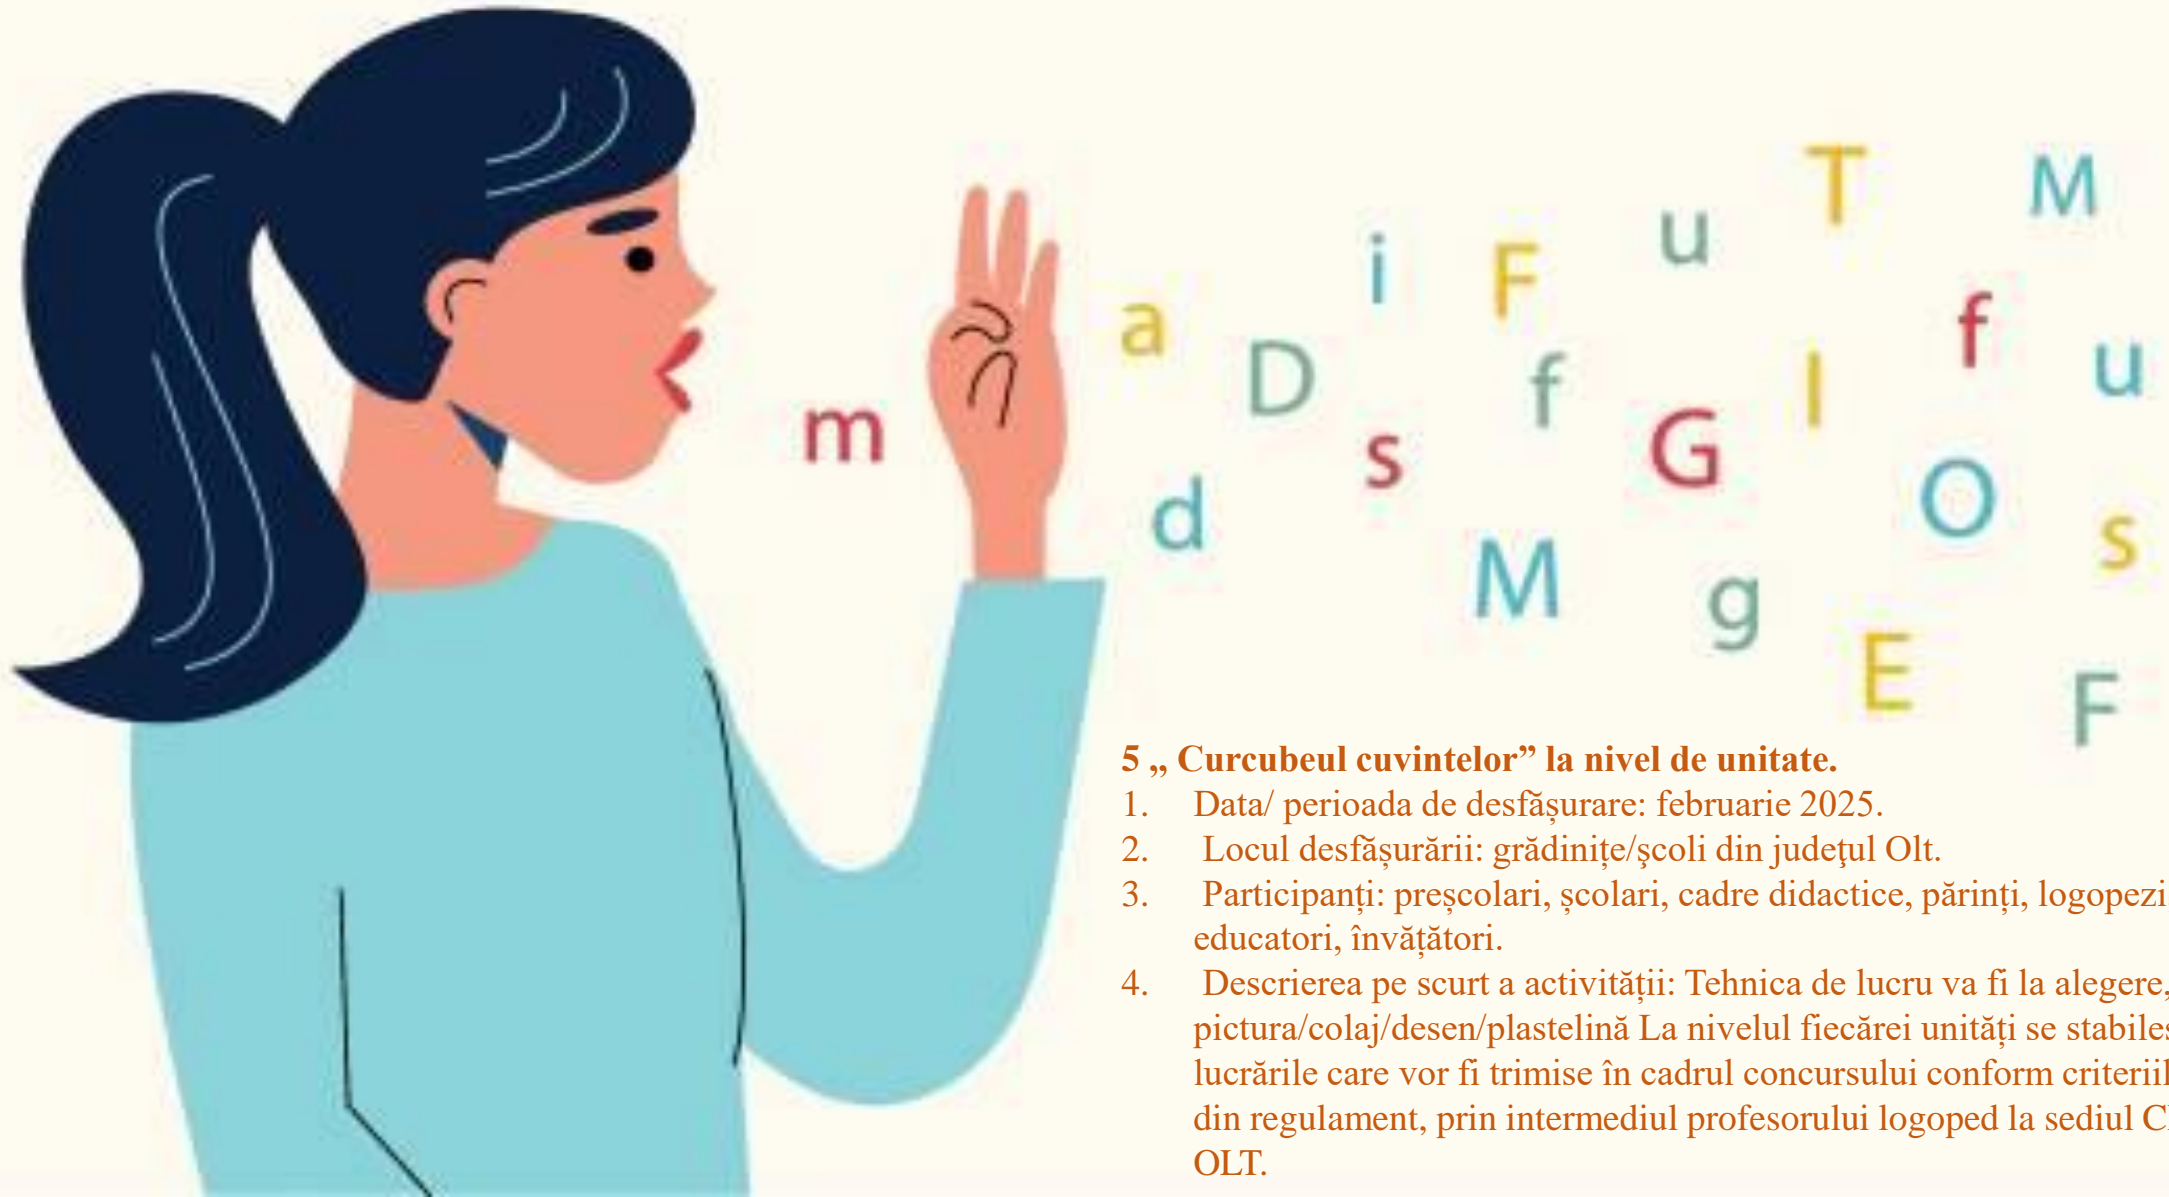 T M
i F u
a f
D f I u
m s G
d O s
M g
E F
5 „ Curcubeul cuvintelor” la nivel de unitate.
1. Data/ perioada de desfășurare: februarie 2025.
2. Locul desfășurării: grădinițe/şcoli din judeţul Olt.
3. Participanți: preșcolari, școlari, cadre didactice, părinți, logopezi
educatori, învățători.
4. Descrierea pe scurt a activității: Tehnica de lucru va fi la alegere,
pictura/colaj/desen/plastelină La nivelul fiecărei unități se
lucrările care vor fi trimise în cadrul concursului conform
din regulament, prin intermediul profesorului logoped la sediul
OLT.